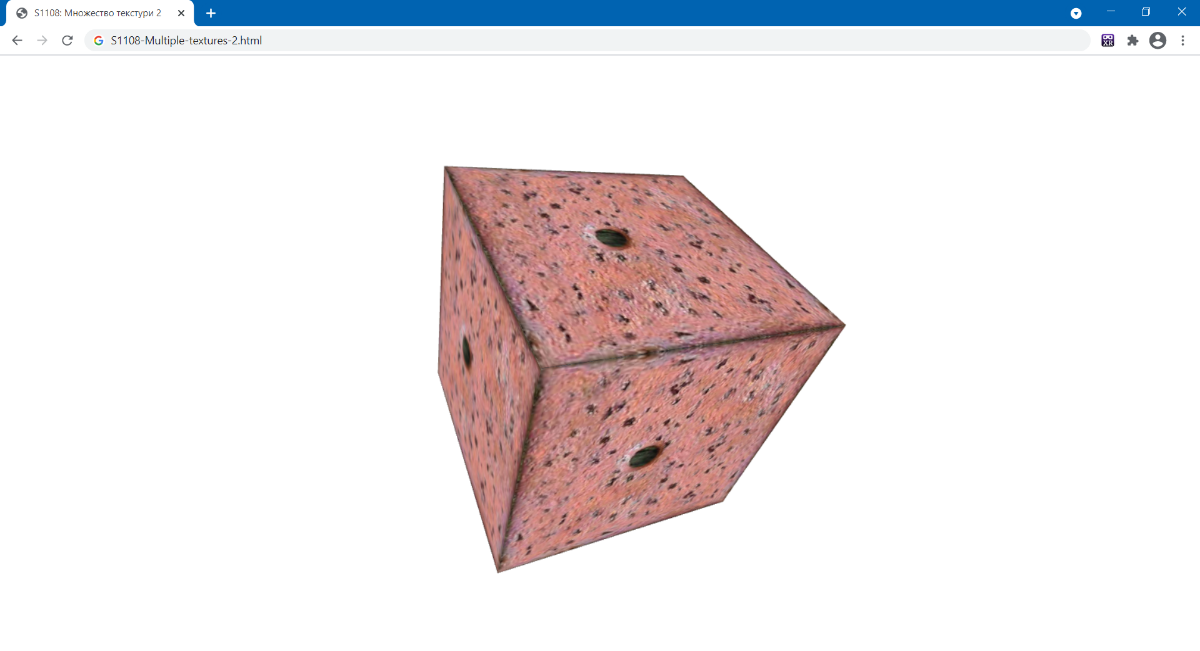 S1108: Множество текстури 2
S1108-Multiple-textures-2.html